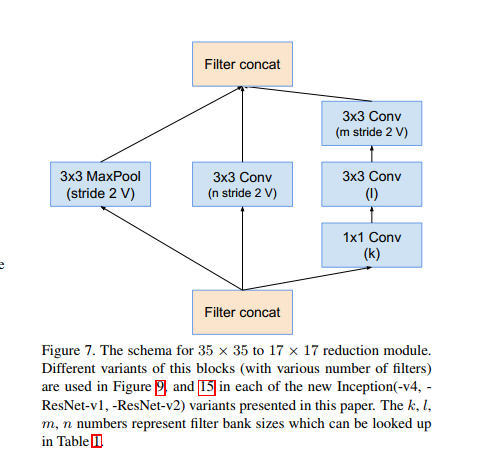 Filter concat
3x3 Conv
(m stride 2 V)
3x3 MaxPool
(stride 2 V)
3x3 Conv
(n stride 2 V)
3x3 Conv
(l)
1x1 Conv
(k)
e
Filter concat
Figure 7. The schema for 35 × 35 to 17 × 17 reduction module.
Different variants of this blocks (with various number of filters)
are used in Figure 9, and 15 in each of the new Inception(-v4, -
ResNet-v1, -ResNet-v2) variants presented in this paper. The k, l,
m, n numbers represent filter bank sizes which can be looked up
in Table 1.